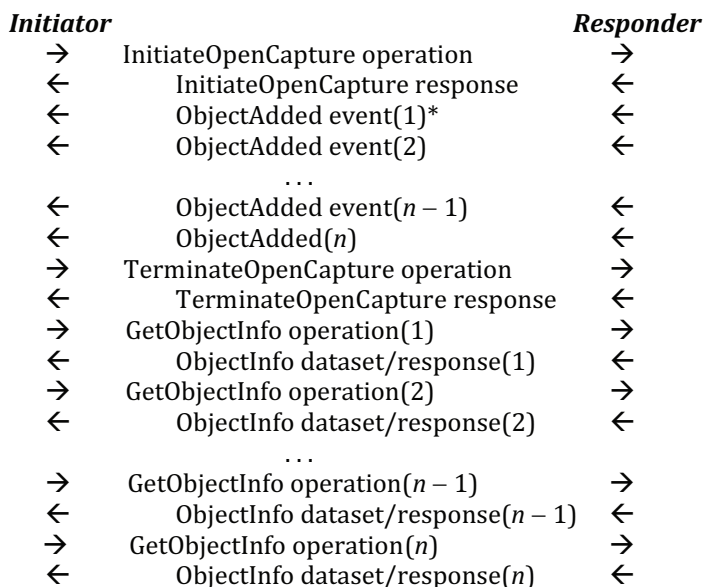 Initiator Responder
→ InitiateOpenCapture operation →
← InitiateOpenCapture response ←
← ObjectAdded event(1)* ←
← ObjectAdded event(2) ←
. . .
← ObjectAdded event(n – 1) ←
← ObjectAdded(n) ←
→ TerminateOpenCapture operation →
← TerminateOpenCapture response ←
→ GetObjectInfo operation(1) →
← ObjectInfo dataset/response(1) ←
→ GetObjectInfo operation(2) →
← ObjectInfo dataset/response(2) ←
. . .
→ GetObjectInfo operation(n – 1) →
← ObjectInfo dataset/response(n – 1) ←
→ GetObjectInfo operation(n) →
← ObjectInfo dataset/response(n) ←